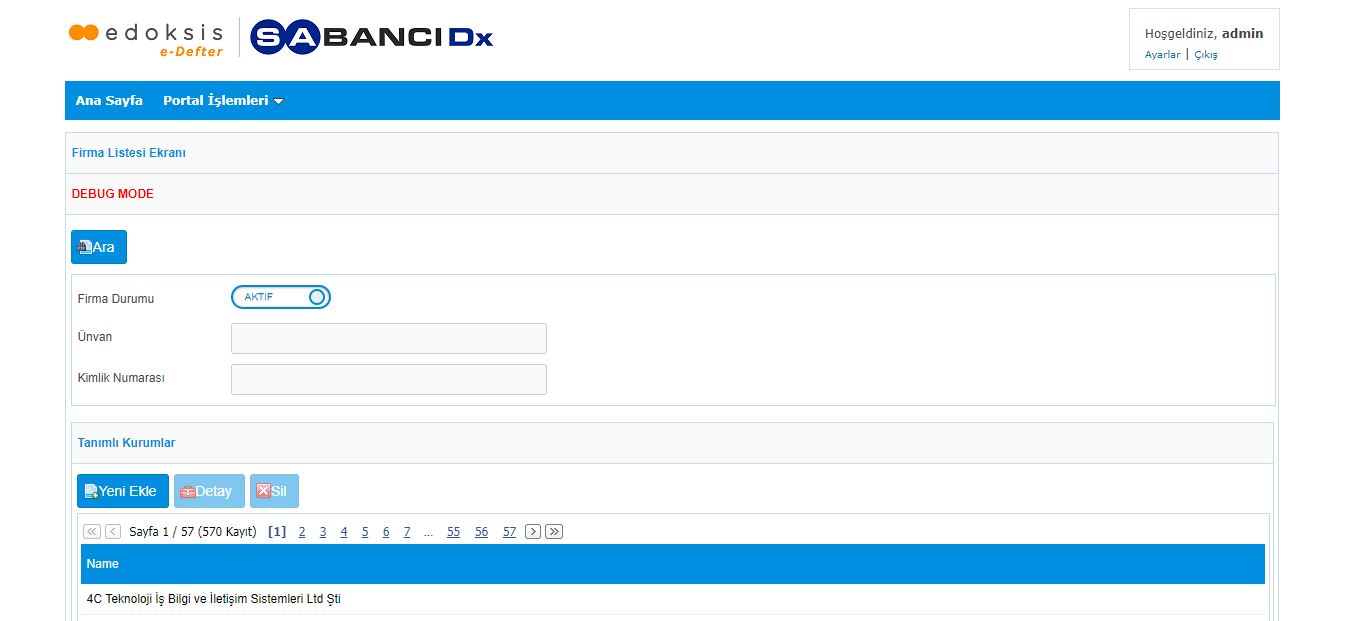 edoksis
e-Defter
SABANCI Dx
Hoşgeldiniz, admin
Ayarlar | Çıkış
Ana Sayfa Portal İşlemleri
Firma Listesi Ekranı
DEBUG MODE
Ara
Firma Durumu AKTIF
Ünvan
Kimlik Numarası
Tanımlı Kurumlar
Yeni Ekle Detay Sil
Sayfa 1 / 57 (570 Kayıt) [1] 2 3 4 5 6 7 … 55 56 57
Name
4C Teknoloji İş Bilgi ve İletişim Sistemleri Ltd Şti